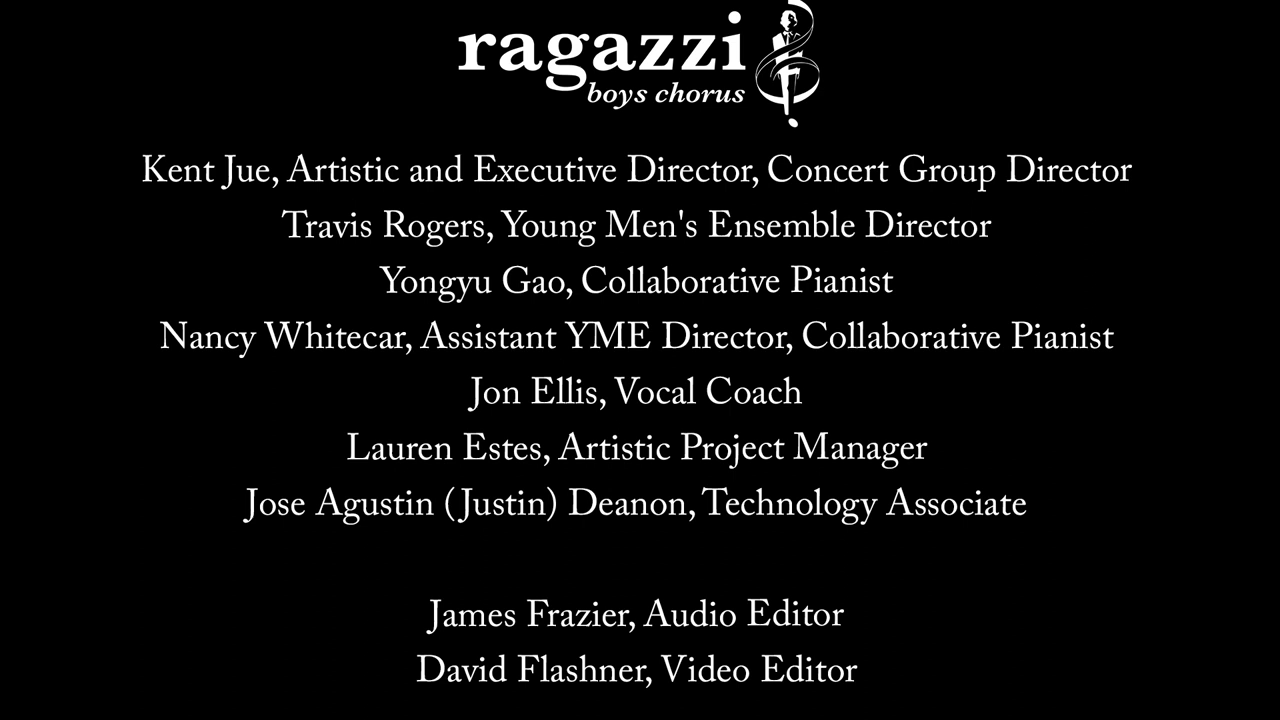 ragazzi
boys chorus
Kent Jue, Artistic and Executive Director, Concert Group Director
Travis Rogers, Young Men's Ensemble Director
Yongyu Gao, Collaborative Pianist
Nancy Whitecar, Assistant YME Director, Collaborative Pianist
Jon Ellis, Vocal Coach
Lauren Estes, Artistic Project Manager
Jose Agustin (Justin) Deanon, Technology Associate
James Frazier, Audio Editor
David Flashner, Video Editor